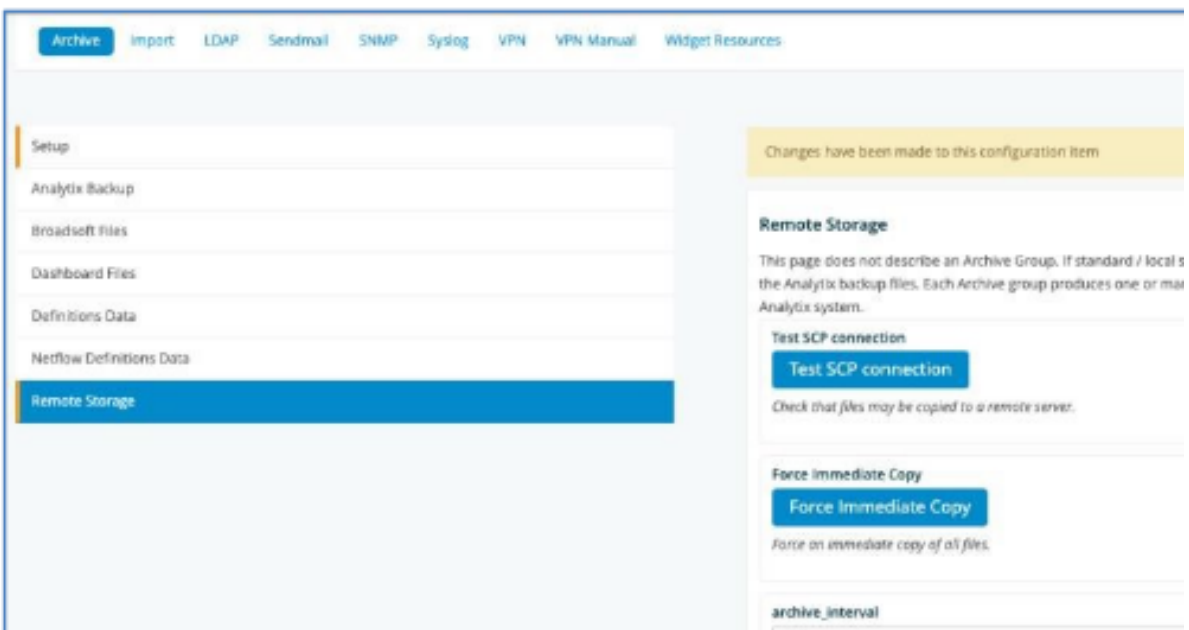 Archive Import LDAP Sendmail SNMP Syslog VPN VPN Manual Widget Resources
Setup
Analytix Backup
Broadsoft Files
Dashboard Files
Definitions Data
Netflow Definitions Data
Remote Storage
Changes have been made to this configuration item
Remote Storage
This page does not describe an Archive Group. If standard / local s
the Analytix backup files. Each Archive group produces one or mar
Analytix system.
Test SCP connection
Test SCP connection
Check that files may be copied to a remote server.
Force Immediate Copy
Force Immediate Copy
Force an immediate copy of all files.
archive_interval